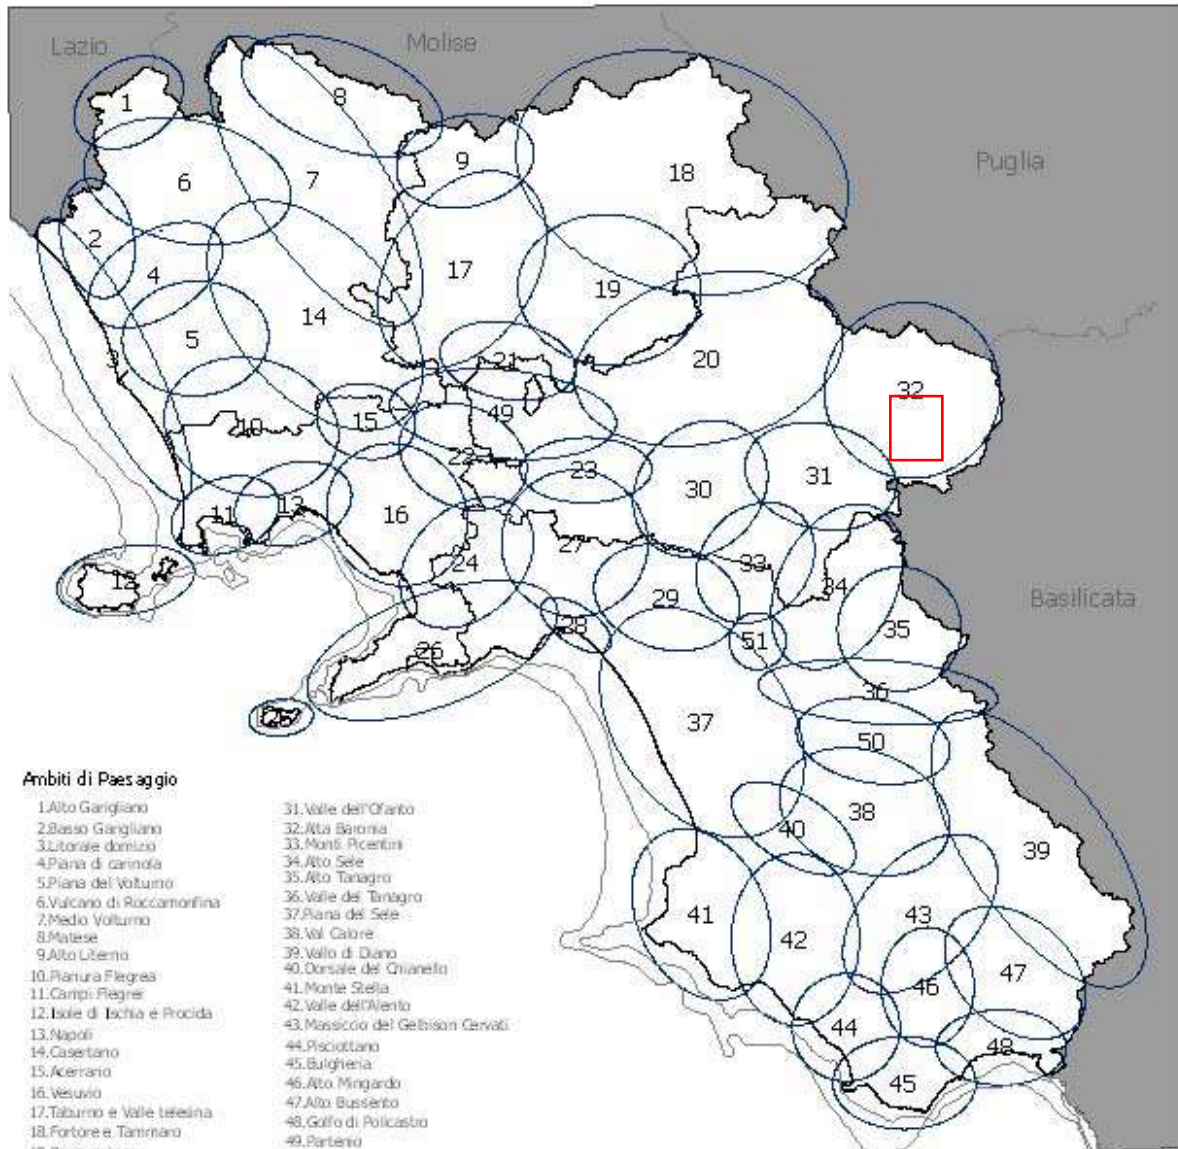 Lazio
Molise
Puglia
Basilicata
1
2
3
4
5
6
7
8
9
10
11
12
13
14
15
16
17
18
19
20
21
22
23
24
26
27
28
29
30
31
32
33
34
35
36
37
38
39
40
41
42
43
44
45
46
47
48
49
50
51
Ambiti di Paesaggio
1.Alto Garigliano
2.Basso Garigliano
3.Litorale domizio
4.Piana di carinola
5.Piana del Volturno
6.Vulcano di Roccamonfina
7.Medio Volturno
8.Matese
9.Alto Literno
10.Pianura Flegrea
11.Campi Flegrei
12.Isole di Ischia e Procida
13.Napoli
14.Casertano
15.Acerrano
16.Vesuvio
17.Taburno e Valle telesina
18.Fortore e Tammaro
31.Valle dell'Ofanto
32.Alta Baronia
33.Monti Picentini
34.Alto Sele
35.Alto Tanagro
36.Valle del Tanagro
37.Piana del Sele
38.Val Calore
39.Vallo di Diano
40.Dorsale del Chianello
41.Monte Stella
42.Valle dell'Alento
43.Massiccio del Gelbison Cervati
44.Pisciottano
45.Bulgheria
46.Alto Mingardo
47.Alto Bussento
48.Golfo di Policastro
49.Partenio